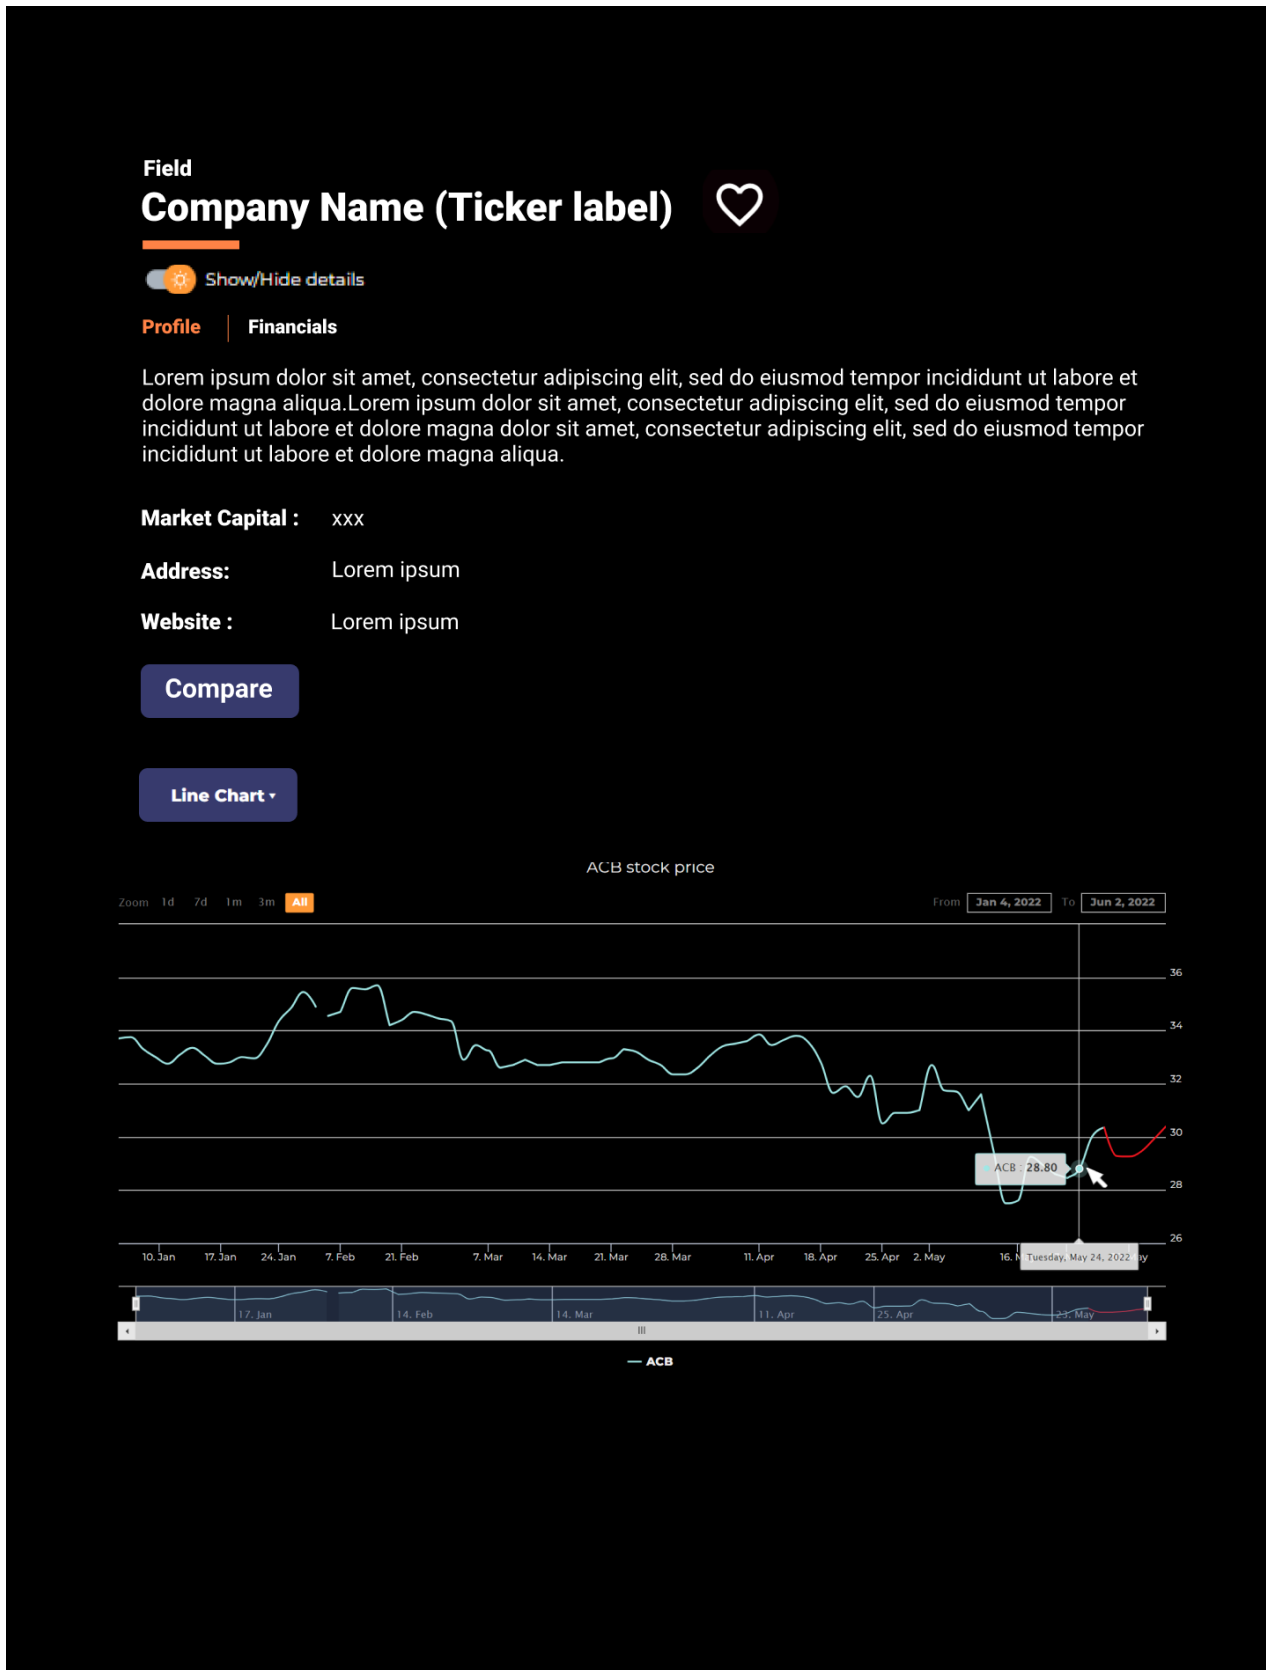 Field
Company Name (Ticker label)
Show/Hide details
Profile Financials
Lorem ipsum dolor sit amet, consectetur adipiscing elit, sed do eiusmod tempor incididunt ut labore et
dolore magna aliqua.Lorem ipsum dolor sit amet, consectetur adipiscing elit, sed do eiusmod tempor
incididunt ut labore et dolore magna dolor sit amet, consectetur adipiscing elit, sed do eiusmod tempor
incididunt ut labore et dolore magna aliqua.
Market Capital : xxx
Address: Lorem ipsum
Website : Lorem ipsum
Compare
Line Chart
ACB stock price
Zoom 1d 7d 1m 3m All From Jan 4, 2022 To Jun 2, 2022
36
34
32
30
ACB : 28.80
28
26
10. Jan 17. Jan 24. Jan 7. Feb 21. Feb 7. Mar 14. Mar 21. Mar 28. Mar 11. Apr 18. Apr 25. Apr 2. May 16. Tuesday, May 24, 2022
17. Jan 14. Feb 14. Mar 11. Apr 25. Apr 23. May
ACB